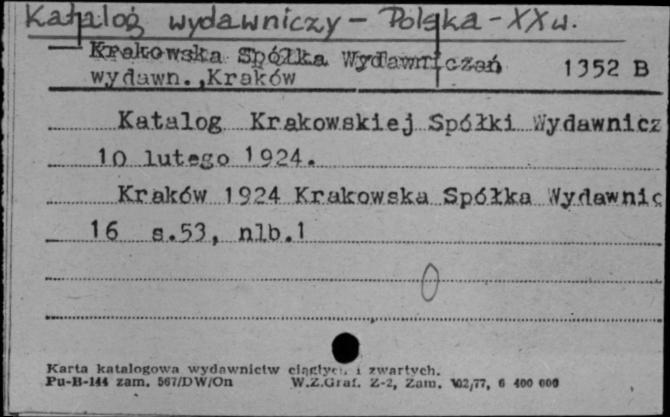 Katalog wydawniczy - Polska - XX w.
Krakowska Spółka Wydawnicza
1352 B
wydawn., Kraków
Katalog Krakowskiej Spółki Wydawnicz
10 lutego 1924.
Kraków 1924 Krakowska Spółka Wydawnic
16 s.53, nlb.1
Karta katalogowa wydawnictw ciągłych i zwartych.
Pu-B-144 zam. 567/DW/On W.Z.Graf. Z-2, Zam. 102/77, 6 400 000